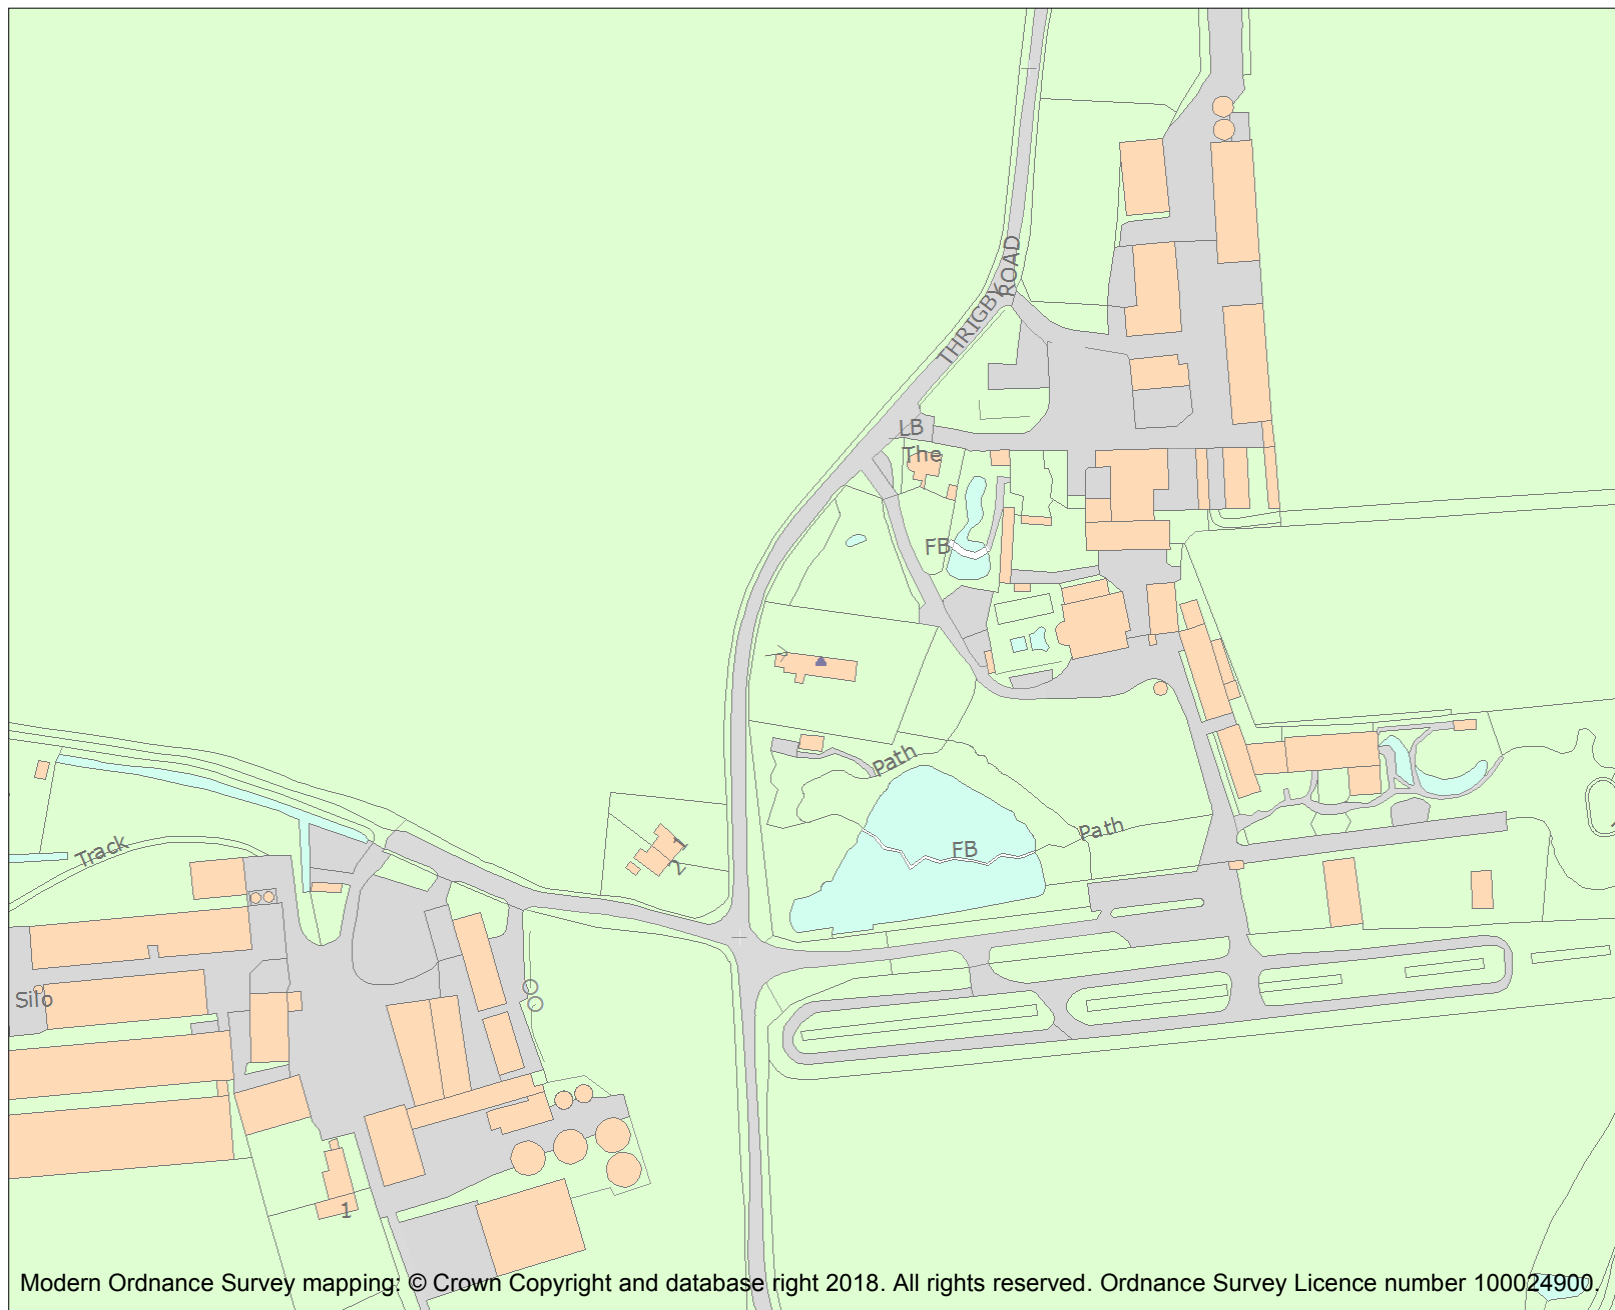 THRIGBY ROAD
LB
The
FB
Path
Path
FB
Track
1
2
Silo
1
Modern Ordnance Survey mapping: © Crown Copyright and database right 2018. All rights reserved. Ordnance Survey Licence number 100024900.